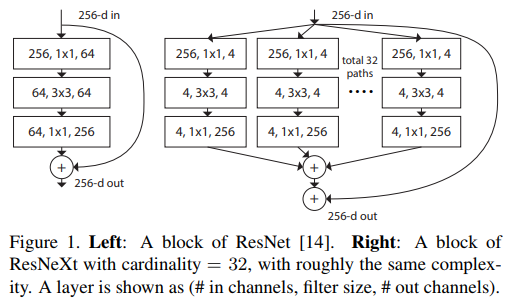 256-d in
256, 1x1, 64
64, 3x3, 64
64, 1x1, 256
+
256-d out
256-d in
256, 1x1, 4
256, 1x1, 4
total 32
paths
256, 1x1, 4
4, 3x3, 4
4, 3x3, 4
....
4, 3x3, 4
4, 1x1, 256
4, 1x1, 256
4, 1x1, 256
+
+
256-d out
Figure 1. Left: A block of ResNet [14]. Right: A block of
ResNeXt with cardinality = 32, with roughly the same complex-
ity. A layer is shown as (# in channels, filter size, # out channels).